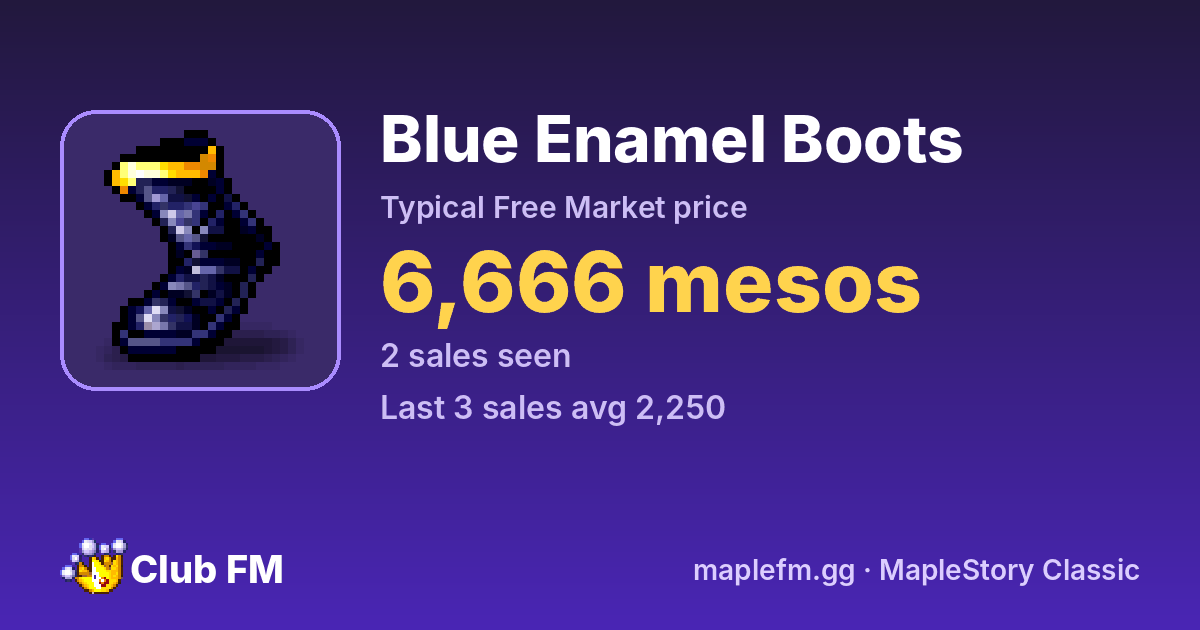 Blue Enamel Boots
Typical Free Market price
6,666 mesos
2 sales seen
Last 3 sales avg 2,250
Club FM
maplefm.gg · MapleStory Classic